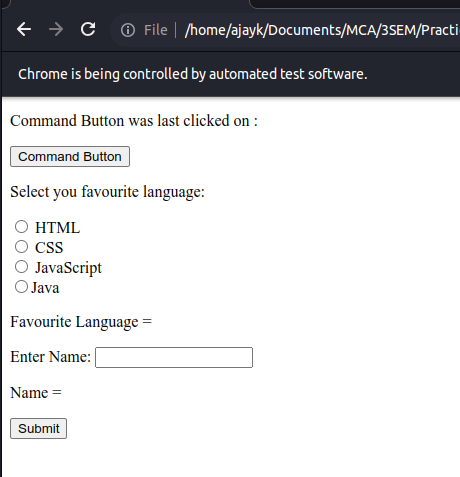 File /home/ajayk/Documents/MCA/3SEM/Practi
Chrome is being controlled by automated test software.
Command Button was last clicked on :
Command Button
Select you favourite language:
HTML
CSS
JavaScript
Java
Favourite Language =
Enter Name:
Name =
Submit